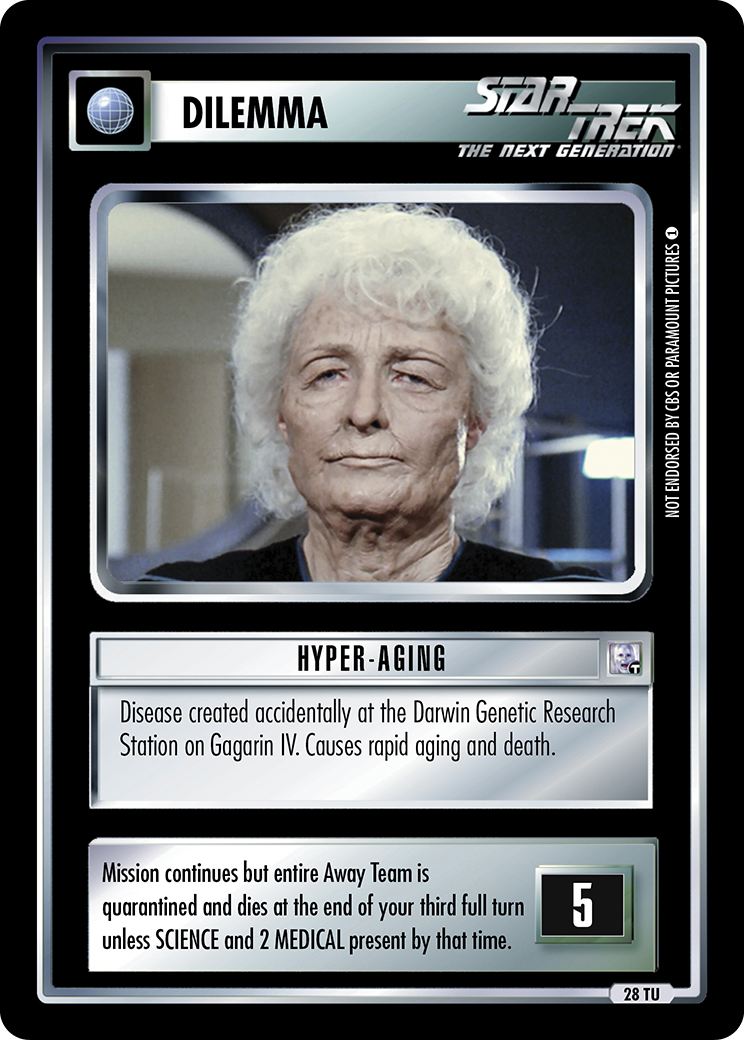 DILEMMA
STAR TREK
THE NEXT GENERATION
NOT ENDORSED BY CBS OR PARAMOUNT PICTURES 1
HYPER-AGING
T
Disease created accidentally at the Darwin Genetic Research
Station on Gagarin IV. Causes rapid aging and death.
Mission continues but entire Away Team is
quarantined and dies at the end of your third full turn
unless SCIENCE and 2 MEDICAL present by that time.
5
28 TU